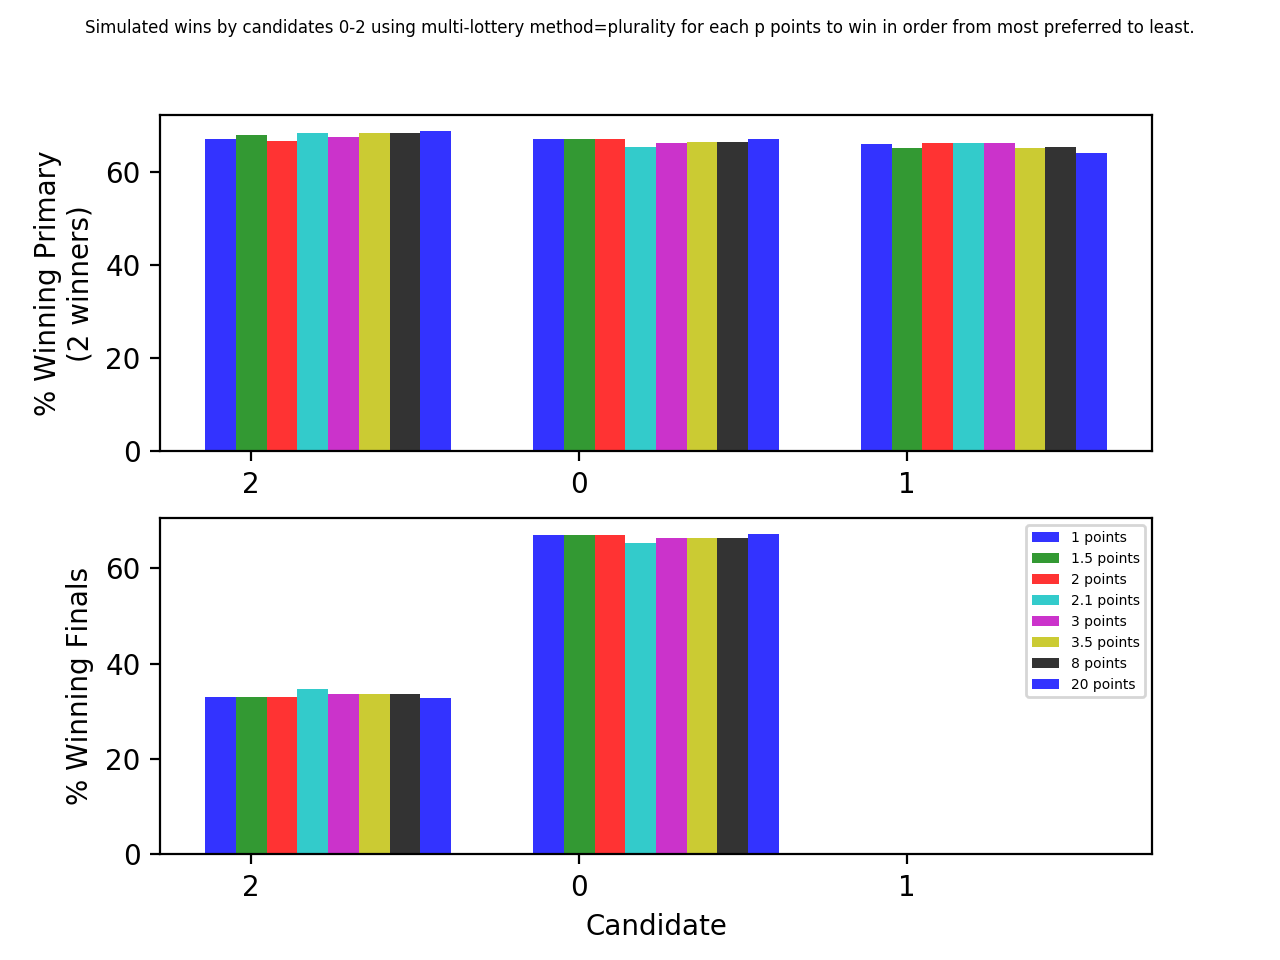 Simulated wins by candidates 0-2 using multi-lottery method=plurality for each p points to win in order from most preferred to least.
% Winning Primary
(2 winners)
60
40
20
0
2
0
1
% Winning Finals
60
40
20
0
1 points
1.5 points
2 points
2.1 points
3 points
3.5 points
8 points
20 points
2
0
1
Candidate